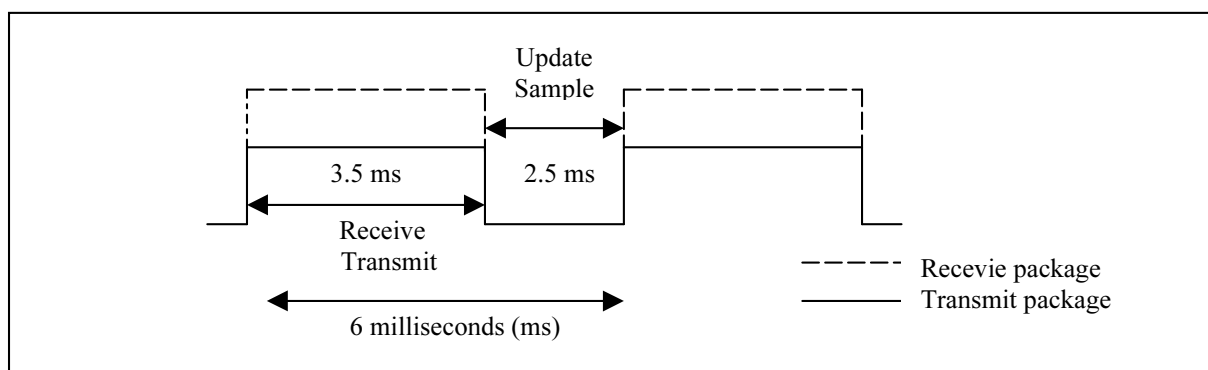 Update
Sample
3.5 ms
2.5 ms
Receive
Transmit
Recevie package
Transmit package
6 milliseconds (ms)